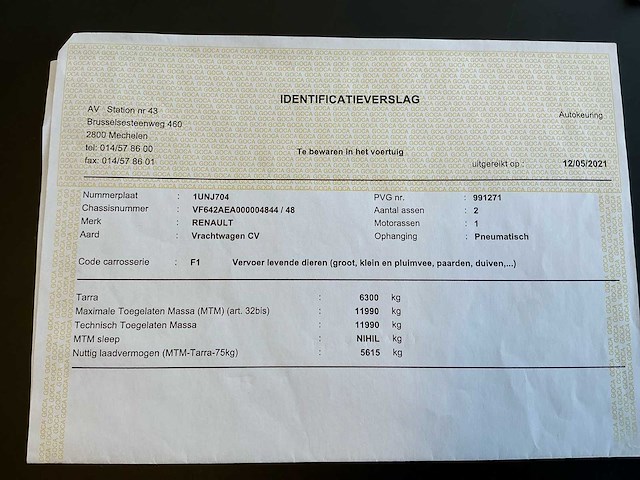 IDENTIFICATIEVERSLAG
AV Station nr 43
Brusselsesteenweg 460
2800 Mechelen
tel: 014/57 86 00
fax: 014/57 86 01
Autokeuring
Te bewaren in het voertuig
uitgereikt op : 12/05/2021
Nummerplaat : 1UNJ704 PVG nr. : 991271
Chassisnummer : VF642AEA000004844 / 48 Aantal assen : 2
Merk : RENAULT Motorassen : 1
Aard : Vrachtwagen CV Ophanging : Pneumatisch
Code carrosserie : F1 Vervoer levende dieren (groot, klein en pluimvee, paarden, duiven,...)
Tarra : 6300 kg
Maximale Toegelaten Massa (MTM) (art. 32bis) : 11990 kg
Technisch Toegelaten Massa : 11990 kg
MTM sleep : NIHIL kg
Nuttig laadvermogen (MTM-Tarra-75kg) : 5615 kg